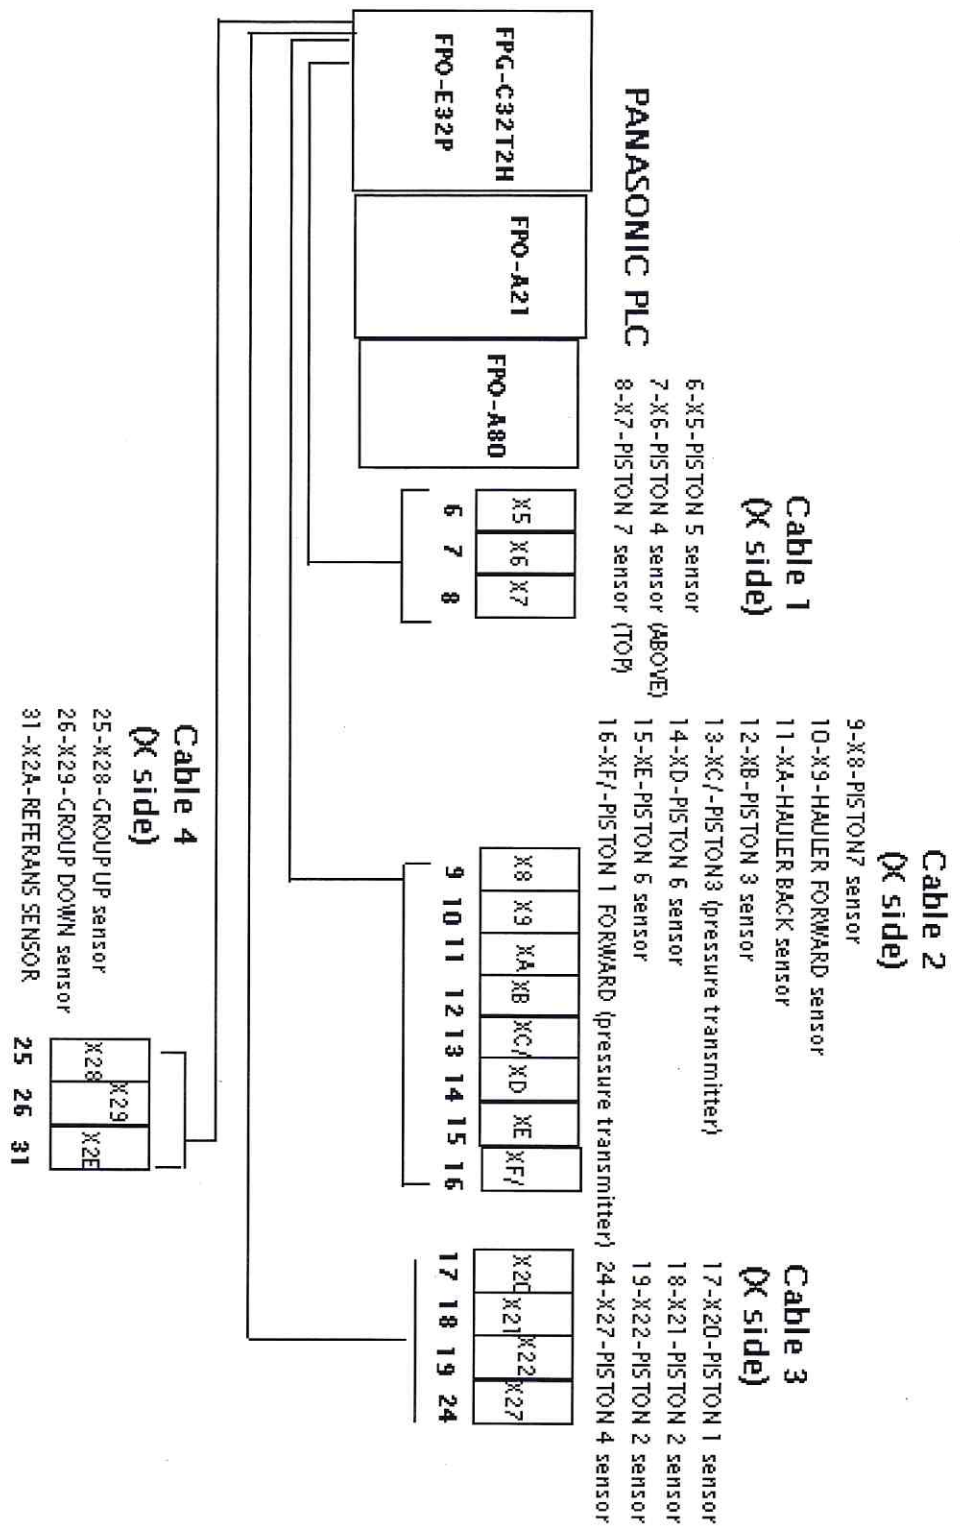 PANASONIC PLC
FPG-C32T2H
FPO-E32P
FPO-A21
FPO-A80
Cable 1
(X side)
6-X5-PISTON 5 sensor
7-X6-PISTON 4 sensor (ABOVE)
8-X7-PISTON 7 sensor (TOP)
X5 X6 X7
6 7 8
Cable 2
(X side)
9-X8-PISTON7 sensor
10-X9-HAULER FORWARD sensor
11-XA-HAULER BACK sensor
12-XB-PISTON 3 sensor
13-XC/-PISTON3 (pressure transmitter)
14-XD-PISTON 6 sensor
15-XE-PISTON 6 sensor
16-XF/-PISTON 1 FORWARD (pressure transmitter)
X8 X9 XA XB XC/ XD XE XF/
9 10 11 12 13 14 15 16
Cable 3
(X side)
17-X20-PISTON 1 sensor
18-X21-PISTON 2 sensor
19-X22-PISTON 2 sensor
24-X27-PISTON 4 sensor
X20 X21 X22 X27
17 18 19 24
Cable 4
(X side)
25-X28-GROUP UP sensor
26-X29-GROUP DOWN sensor
31-X2A-REFERANS SENSOR
X28 X29 X2E
25 26 31